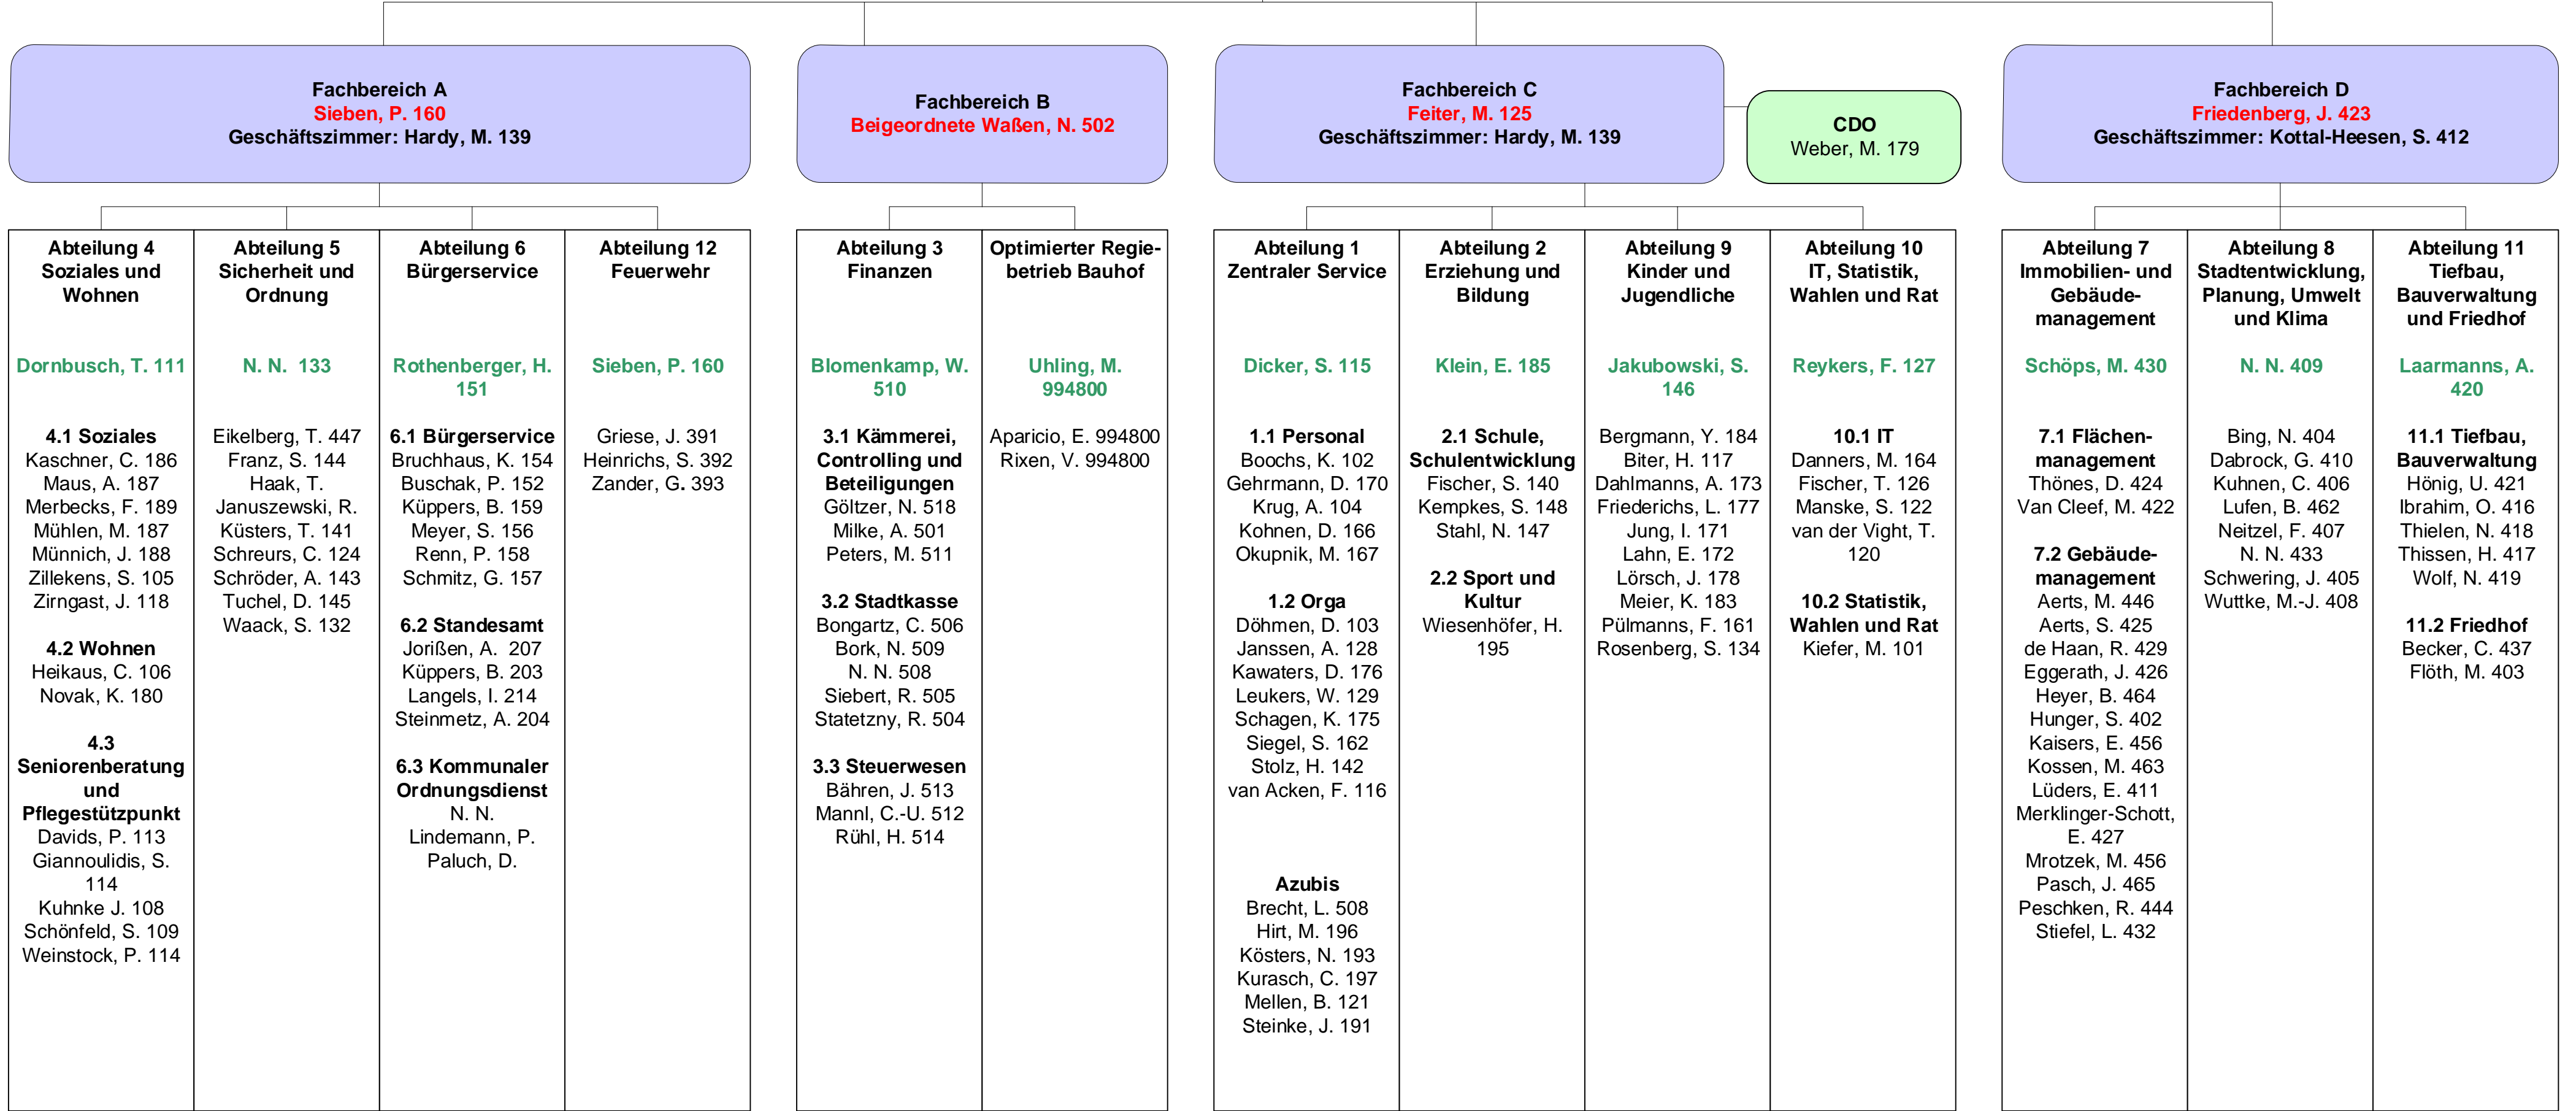 Fachbereich A
Sieben, P. 160
Geschäftszimmer: Hardy, M. 139
Fachbereich B
Beigeordnete Waßen, N. 502
Fachbereich C
Feiter, M. 125
Geschäftszimmer: Hardy, M. 139
CDO
Weber, M. 179
Fachbereich D
Friedenberg, J. 423
Geschäftszimmer: Kottal-Heesen, S. 412
Abteilung 4
Soziales und
Wohnen
Dornbusch, T. 111
4.1 Soziales
Kaschner, C. 186
Maus, A. 187
Merbecks, F. 189
Mühlen, M. 187
Münnich, J. 188
Zillekens, S. 105
Zirngast, J. 118
4.2 Wohnen
Heikaus, C. 106
Novak, K. 180
4.3
Seniorenberatung
und
Pflegestützpunkt
Davids, P. 113
Giannoulidis, S.
114
Kuhnke J. 108
Schönfeld, S. 109
Weinstock, P. 114
Abteilung 5
Sicherheit und
Ordnung
N. N. 133
Eikelberg, T. 447
Franz, S. 144
Haak, T.
Januszewski, R.
Küsters, T. 141
Schreurs, C. 124
Schröder, A. 143
Tuchel, D. 145
Waack, S. 132
Abteilung 6
Bürgerservice
Rothenberger, H.
151
6.1 Bürgerservice
Bruchhaus, K. 154
Buschak, P. 152
Küppers, B. 159
Meyer, S. 156
Renn, P. 158
Schmitz, G. 157
6.2 Standesamt
Jorißen, A. 207
Küppers, B. 203
Langels, I. 214
Steinmetz, A. 204
6.3 Kommunaler
Ordnungsdienst
N. N.
Lindemann, P.
Paluch, D.
Abteilung 12
Feuerwehr
Sieben, P. 160
Griese, J. 391
Heinrichs, S. 392
Zander, G. 393
Abteilung 3
Finanzen
Blomenkamp, W.
510
3.1 Kämmerei,
Controlling und
Beteiligungen
Göltzer, N. 518
Milke, A. 501
Peters, M. 511
3.2 Stadtkasse
Bongartz, C. 506
Bork, N. 509
N. N. 508
Siebert, R. 505
Statetzny, R. 504
3.3 Steuerwesen
Bähren, J. 513
Mannl, C.-U. 512
Rühl, H. 514
Optimierter Regie-
betrieb Bauhof
Uhling, M.
994800
Aparicio, E. 994800
Rixen, V. 994800
Abteilung 1
Zentraler Service
Dicker, S. 115
1.1 Personal
Boochs, K. 102
Gehrmann, D. 170
Krug, A. 104
Kohnen, D. 166
Okupnik, M. 167
1.2 Orga
Döhmen, D. 103
Janssen, A. 128
Kawaters, D. 176
Leukers, W. 129
Schagen, K. 175
Siegel, S. 162
Stolz, H. 142
van Acken, F. 116
Azubis
Brecht, L. 508
Hirt, M. 196
Kösters, N. 193
Kurasch, C. 197
Mellen, B. 121
Steinke, J. 191
Abteilung 2
Erziehung und
Bildung
Klein, E. 185
2.1 Schule,
Schulentwicklung
Fischer, S. 140
Kempkes, S. 148
Stahl, N. 147
2.2 Sport und
Kultur
Wiesenhöfer, H.
195
Abteilung 9
Kinder und
Jugendliche
Jakubowski, S.
146
Bergmann, Y. 184
Biter, H. 117
Dahlmanns, A. 173
Friederichs, L. 177
Jung, I. 171
Lahn, E. 172
Lörsch, J. 178
Meier, K. 183
Pülmanns, F. 161
Rosenberg, S. 134
Abteilung 10
IT, Statistik,
Wahlen und Rat
Reykers, F. 127
10.1 IT
Danners, M. 164
Fischer, T. 126
Manske, S. 122
van der Vight, T.
120
10.2 Statistik,
Wahlen und Rat
Kiefer, M. 101
Abteilung 7
Immobilien- und
Gebäude-
management
Schöps, M. 430
7.1 Flächen-
management
Thönes, D. 424
Van Cleef, M. 422
7.2 Gebäude-
management
Aerts, M. 446
Aerts, S. 425
de Haan, R. 429
Eggerath, J. 426
Heyer, B. 464
Hunger, S. 402
Kaisers, E. 456
Kossen, M. 463
Lüders, E. 411
Merklinger-Schott,
E. 427
Mrotzek, M. 456
Pasch, J. 465
Peschken, R. 444
Stiefel, L. 432
Abteilung 8
Stadtentwicklung,
Planung, Umwelt
und Klima
N. N. 409
Bing, N. 404
Dabrock, G. 410
Kuhnen, C. 406
Lufen, B. 462
Neitzel, F. 407
N. N. 433
Schwering, J. 405
Wuttke, M.-J. 408
Abteilung 11
Tiefbau,
Bauverwaltung
und Friedhof
Laarmanns, A.
420
11.1 Tiefbau,
Bauverwaltung
Hönig, U. 421
Ibrahim, O. 416
Thielen, N. 418
Thissen, H. 417
Wolf, N. 419
11.2 Friedhof
Becker, C. 437
Flöth, M. 403